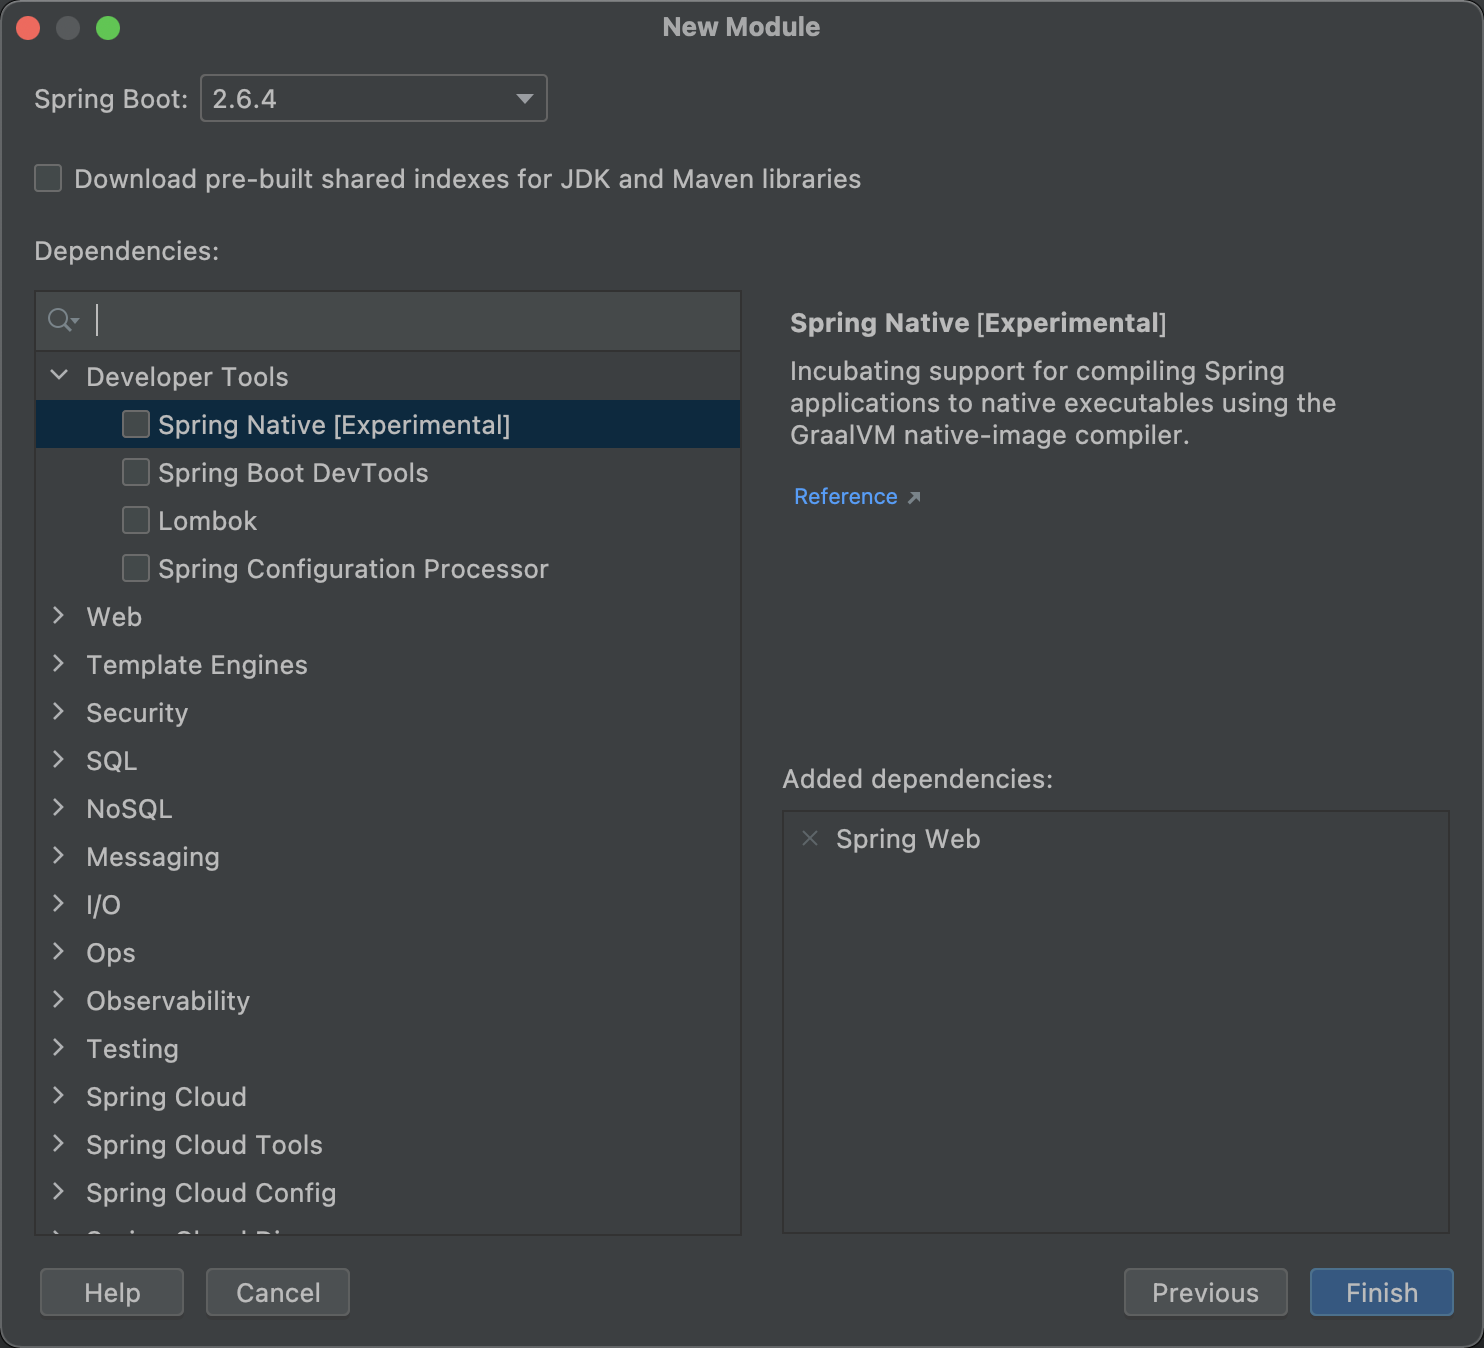 New Module
Spring Boot: 2.6.4
Download pre-built shared indexes for JDK and Maven libraries
Dependencies:
Developer Tools
Spring Native [Experimental]
Spring Boot DevTools
Lombok
Spring Configuration Processor
Web
Template Engines
Security
SQL
NoSQL
Messaging
I/O
Ops
Observability
Testing
Spring Cloud
Spring Cloud Tools
Spring Cloud Config
Spring Native [Experimental]
Incubating support for compiling Spring
applications to native executables using the
GraalVM native-image compiler.
Reference
Added dependencies:
Spring Web
Help
Cancel
Previous
Finish